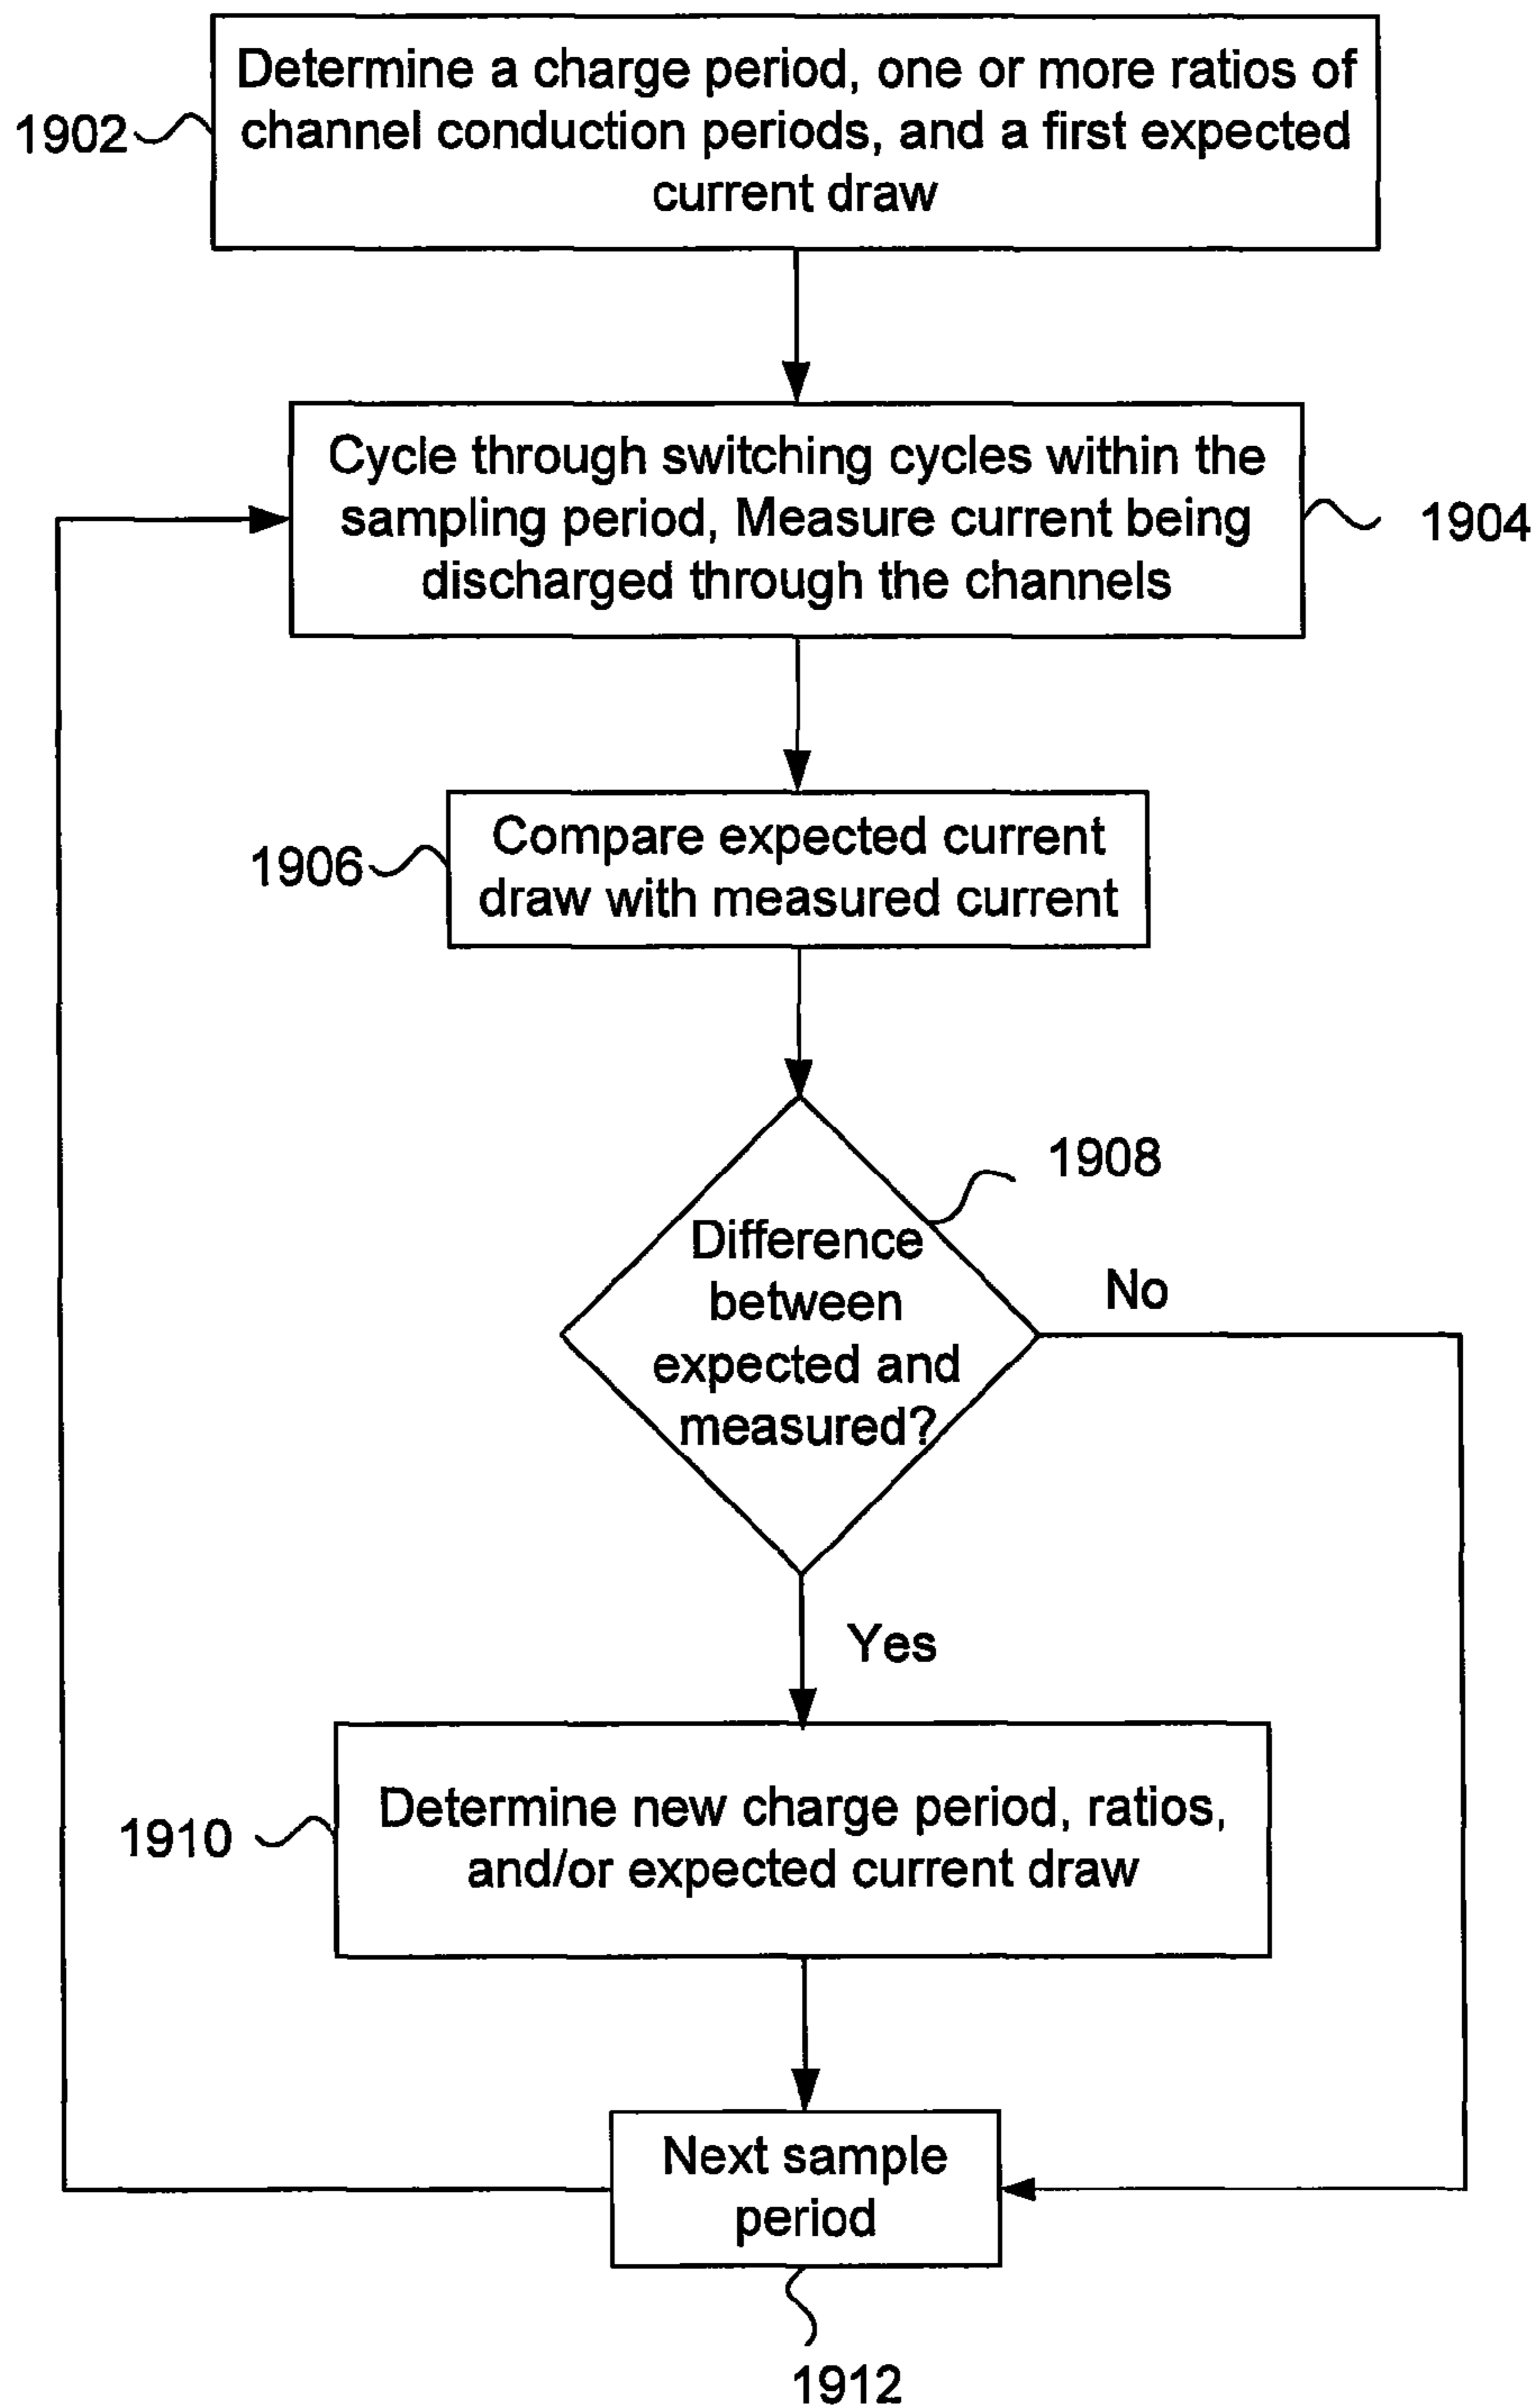 Determine a charge period, one or more ratios of
channel conduction periods, and a first expected
current draw
1902
Cycle through switching cycles within the
sampling period, Measure current being
discharged through the channels
1904
Compare expected current
draw with measured current
1906
1908
Difference
between
expected and
measured?
No
Yes
Determine new charge period, ratios,
and/or expected current draw
1910
Next sample
period
1912